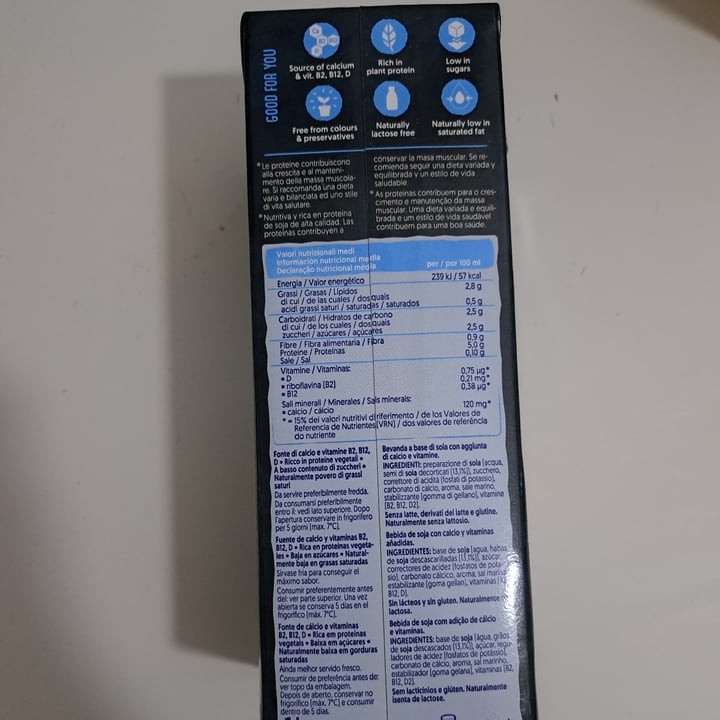 GOOD FOR YOU
Ca
B2 B12
D
Source of calcium
& vit. B2, B12, D
Rich in
plant protein
Low in
sugars
Free from colours
& preservatives
Naturally
lactose free
Naturally low in
saturated fat
*Le proteine contribuiscono
alla crescita e al manteni-
mento della massa muscola-
re. Si raccomanda una dieta
varia e bilanciata ed uno stile
di vita salutare.
*Nutritiva y rica en proteína
de soja de alta calidad. Las
proteínas contribuyen a
conservar la masa muscular. Se re-
comienda seguir una dieta variada y
equilibrada y un estilo de vida
saludable.
*As proteínas contribuem para o cres-
cimento e manutenção da massa
muscular. Uma dieta variada e equili-
brada e um estilo de vida saudável
contribuem para uma boa saúde.
Valori nutrizionali medi
Información nutricional media
Declaração nutricional média per / por 100 ml
Energia / Valor energético 239 kJ / 57 kcal
Grassi / Grasas / Lípidos 2,8 g
di cui / de las cuales / dos quais
acidi grassi saturi / saturadas / saturados 0,5 g
Carboidrati / Hidratos de carbono 2,5 g
di cui / de los cuales / dos quais
zuccheri / azúcares / açúcares 2,5 g
Fibre / Fibra alimentaria / Fibra 0,9 g
Proteine / Proteínas 5,0 g
Sale / Sal 0,10 g
Vitamine / Vitaminas:
• D 0,75 µg*
• riboflavina (B2) 0,21 mg*
• B12 0,38 µg*
Sali minerali / Minerales / Sais minerais:
• calcio / cálcio 120 mg*
* = 15% dei valori nutritivi di riferimento / de los Valores de
Referencia de Nutrientes (VRN) / dos valores de referência
do nutriente
Fonte di calcio e vitamine B2, B12,
D • Ricco in proteine vegetali •
A basso contenuto di zuccheri •
Naturalmente povero di grassi
saturi
Da servire preferibilmente fredda.
Da consumarsi preferibilmente
entro il: vedi lato superiore. Dopo
l'apertura conservare in frigorifero
per 5 giorni (max. 7°C).
Fuente de calcio y vitaminas B2,
B12, D • Rica en proteínas vegeta-
les • Baja en azúcares • Natural-
mente baja en grasas saturadas
Sírvase fría para conseguir el
máximo sabor.
Consumir preferentemente antes
del: ver parte superior. Una vez
abierta se conserva 5 días en el
frigorífico (máx. 7°C).
Fonte de cálcio e vitaminas
B2, B12, D • Rica em proteínas
vegetais • Baixa em açúcares •
Naturalmente baixa em gorduras
saturadas
Ainda melhor servido fresco.
Consumir de preferência antes de:
ver topo da embalagem.
Depois de aberto, conservar no
frigorífico (max. 7°C) e consumir
dentro de 5 dias.
Bevanda a base di soia con aggiunta
di calcio e vitamine.
INGREDIENTI: preparazione di soia (acqua,
semi di soia decorticati (13,1%)), zucchero,
correttore di acidità (fosfati di potassio),
carbonato di calcio, aroma, sale marino,
stabilizzante (gomma di gellano), vitamine
(B2, B12, D2).
Senza latte, derivati del latte e glutine.
Naturalmente senza lattosio.
Bebida de soja con calcio y vitaminas
añadidas.
INGREDIENTES: base de soja (agua, habas
de soja descascarilladas (13,1%)), azúcar,
correctores de acidez (fosfatos de pota-
sio), carbonato cálcico, aroma, sal marina,
estabilizante (goma gellan), vitaminas
B12, D).
Sin lácteos y sin gluten. Naturalmente
lactosa.
Bebida de soja com adição de cálcio
e vitaminas.
INGREDIENTES: base de soja (água, grãos
de soja descascados (13,1%)), açúcar, regu-
ladores de acidez (fosfatos de potássio),
carbonato de cálcio, aroma, sal marinho,
estabilizador (goma gelana), vitaminas (B2,
B12, D2).
Sem lacticínios e glúten. Naturalmente
isenta de lactose.